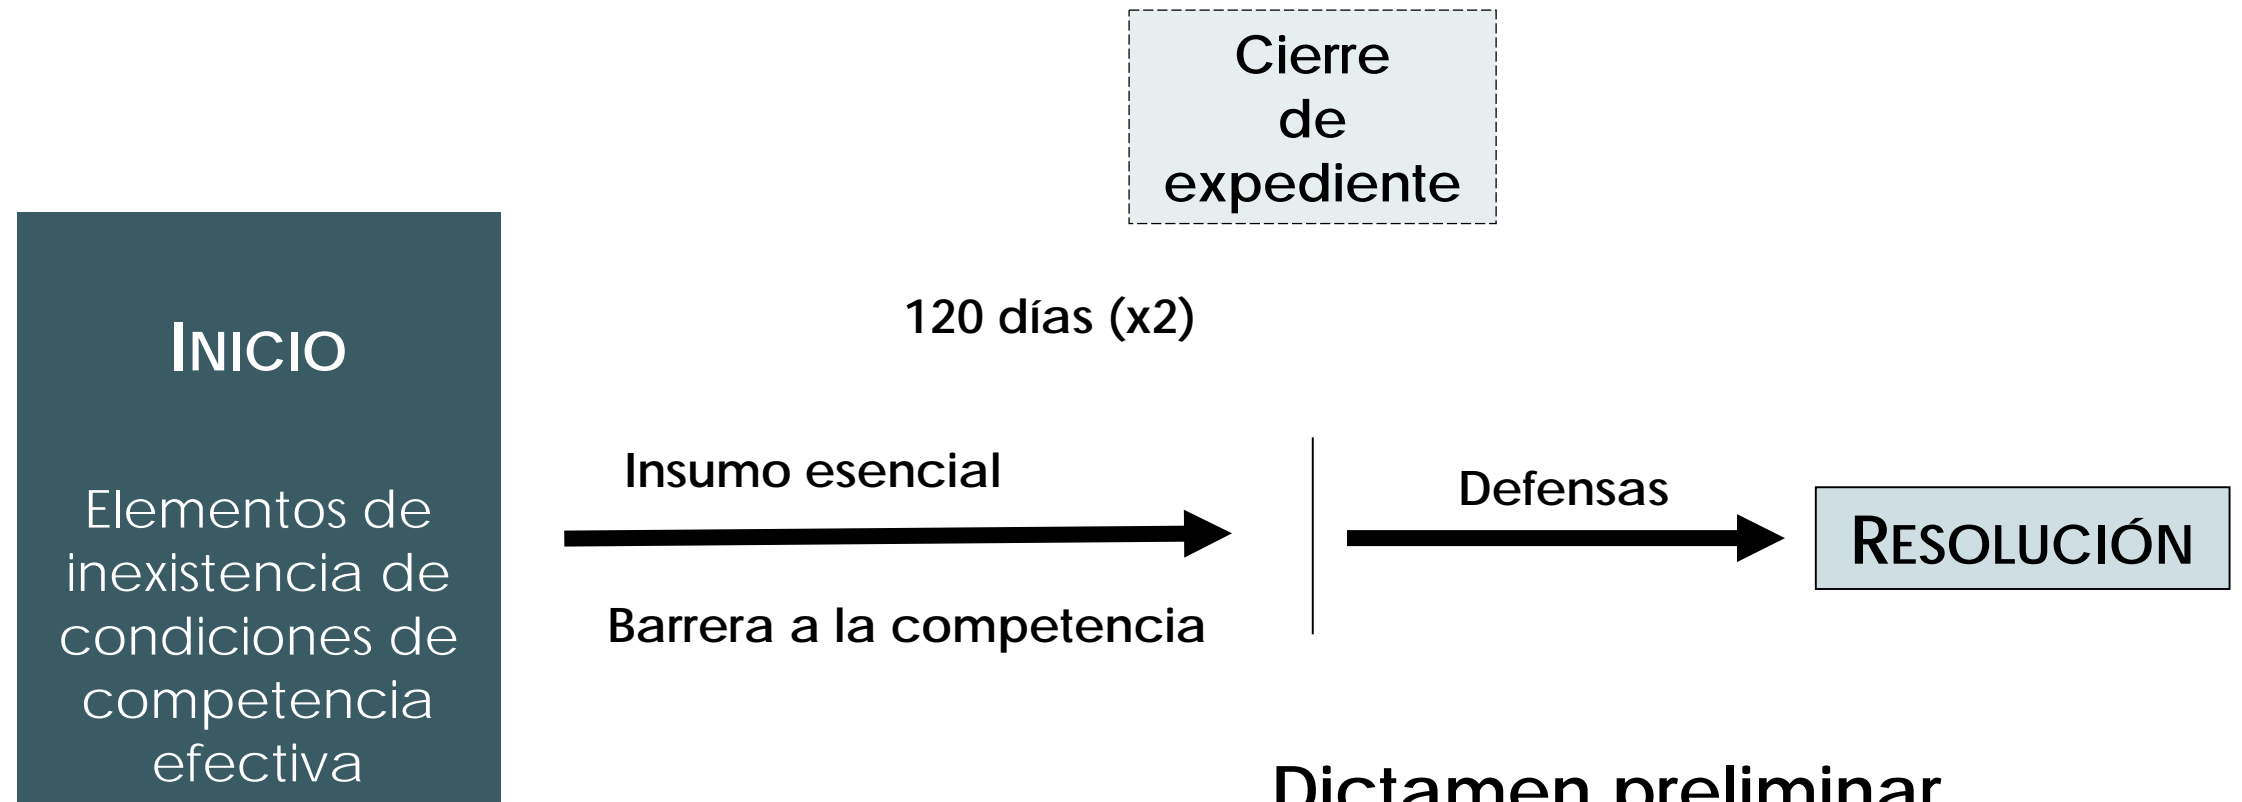 Cierre
de
expediente
120 días (x2)
INICIO
Elementos de
inexistencia de
condiciones de
competencia
efectiva
Insumo esencial
Barrera a la competencia
Defensas
RESOLUCIÓN
Dictamen preliminar